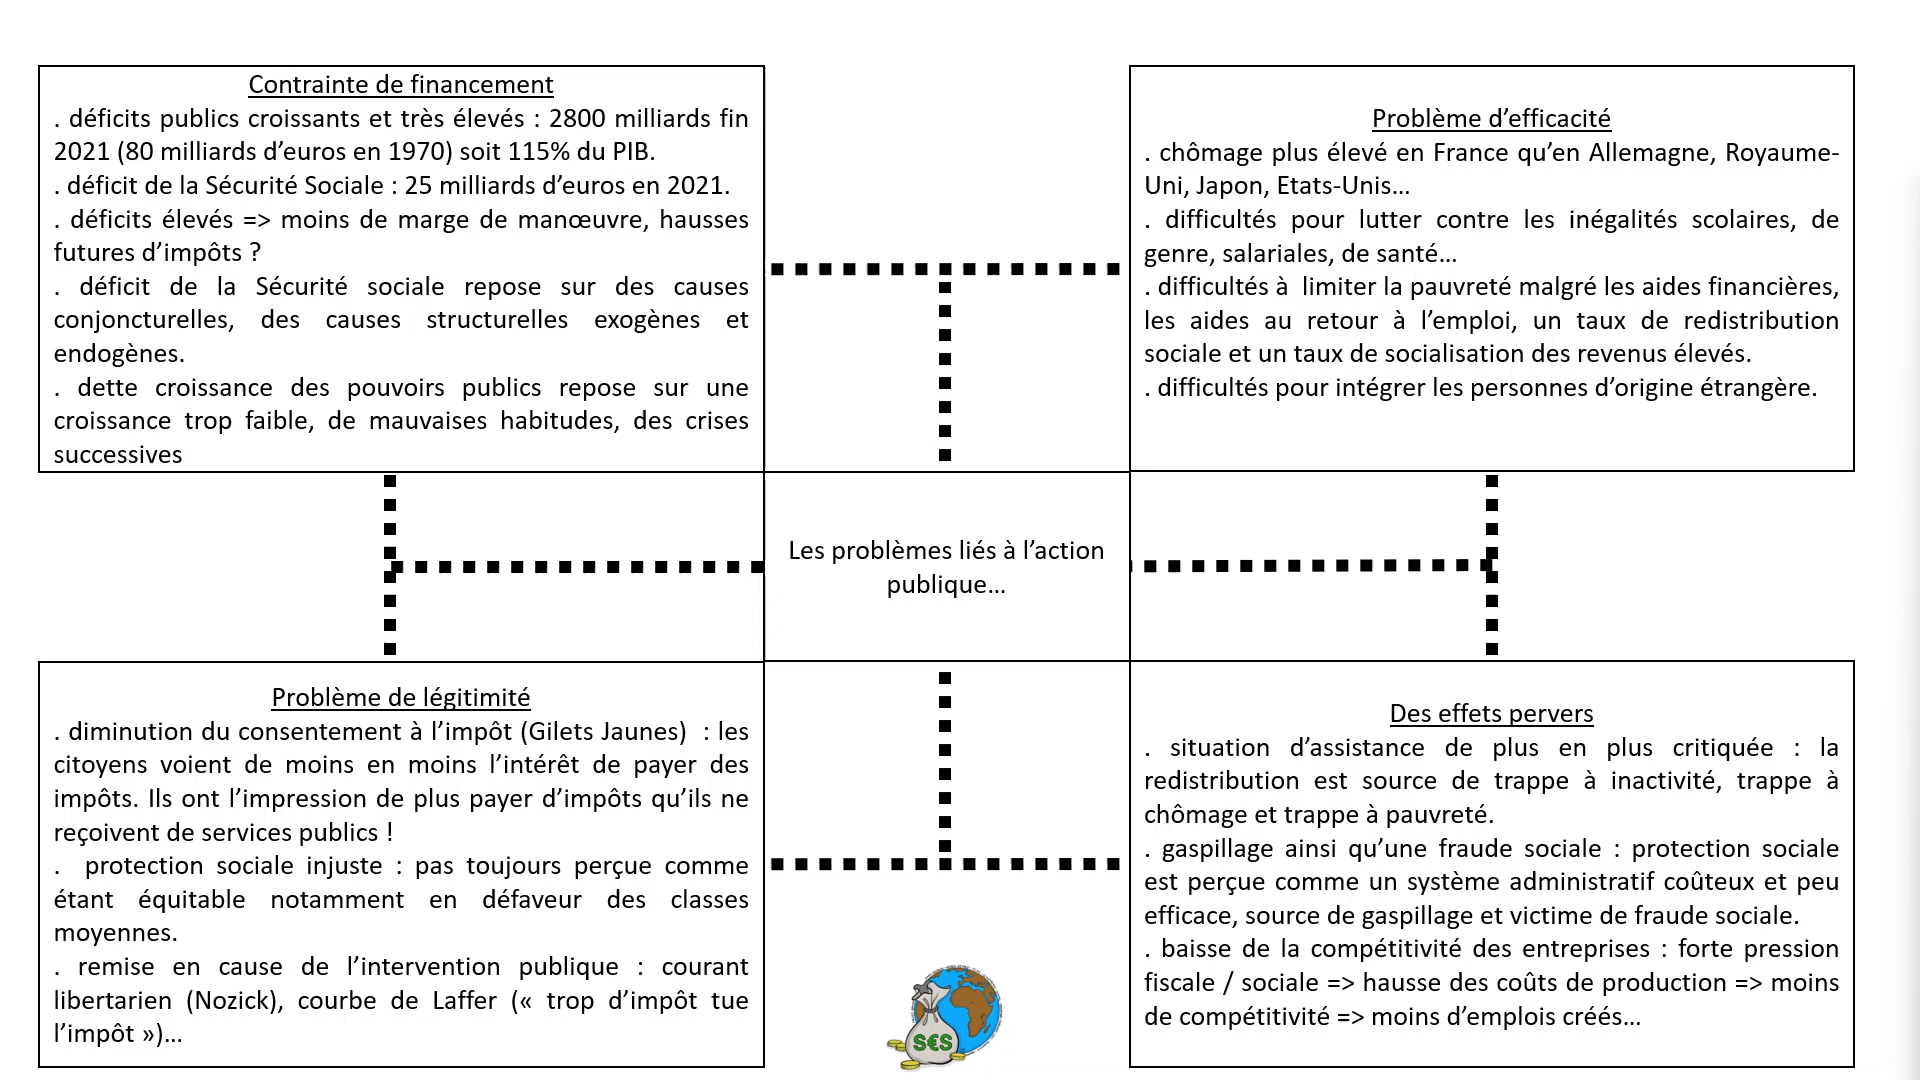 Contrainte de financement
. déficits publics croissants et très élevés : 2800 milliards fin
2021 (80 milliards d’euros en 1970) soit 115% du PIB.
. déficit de la Sécurité Sociale : 25 milliards d’euros en 2021.
. déficits élevés => moins de marge de manœuvre, hausses
futures d’impôts ?
. déficit de la Sécurité sociale repose sur des causes
conjoncturelles, des causes structurelles exogènes et
endogènes.
. dette croissance des pouvoirs publics repose sur une
croissance trop faible, de mauvaises habitudes, des crises
successives
Problème d’efficacité
. chômage plus élevé en France qu’en Allemagne, Royaume-
Uni, Japon, Etats-Unis…
. difficultés pour lutter contre les inégalités scolaires, de
genre, salariales, de santé…
. difficultés à  limiter la pauvreté malgré les aides financières,
les aides au retour à l’emploi, un taux de redistribution
sociale et un taux de socialisation des revenus élevés.
. difficultés pour intégrer les personnes d’origine étrangère.
Les problèmes liés à l’action
publique…
Problème de légitimité
. diminution du consentement à l’impôt (Gilets Jaunes)  : les
citoyens voient de moins en moins l’intérêt de payer des
impôts. Ils ont l’impression de plus payer d’impôts qu’ils ne
reçoivent de services publics !
.  protection sociale injuste : pas toujours perçue comme
étant équitable notamment en défaveur des classes
moyennes.
. remise en cause de l’intervention publique : courant
libertarien (Nozick), courbe de Laffer (« trop d’impôt tue
l’impôt »)…
Des effets pervers
. situation d’assistance de plus en plus critiquée : la
redistribution est source de trappe à inactivité, trappe à
chômage et trappe à pauvreté.
. gaspillage ainsi qu’une fraude sociale : protection sociale
est perçue comme un système administratif coûteux et peu
efficace, source de gaspillage et victime de fraude sociale.
. baisse de la compétitivité des entreprises : forte pression
fiscale / sociale => hausse des coûts de production => moins
de compétitivité => moins d’emplois créés…
S€S